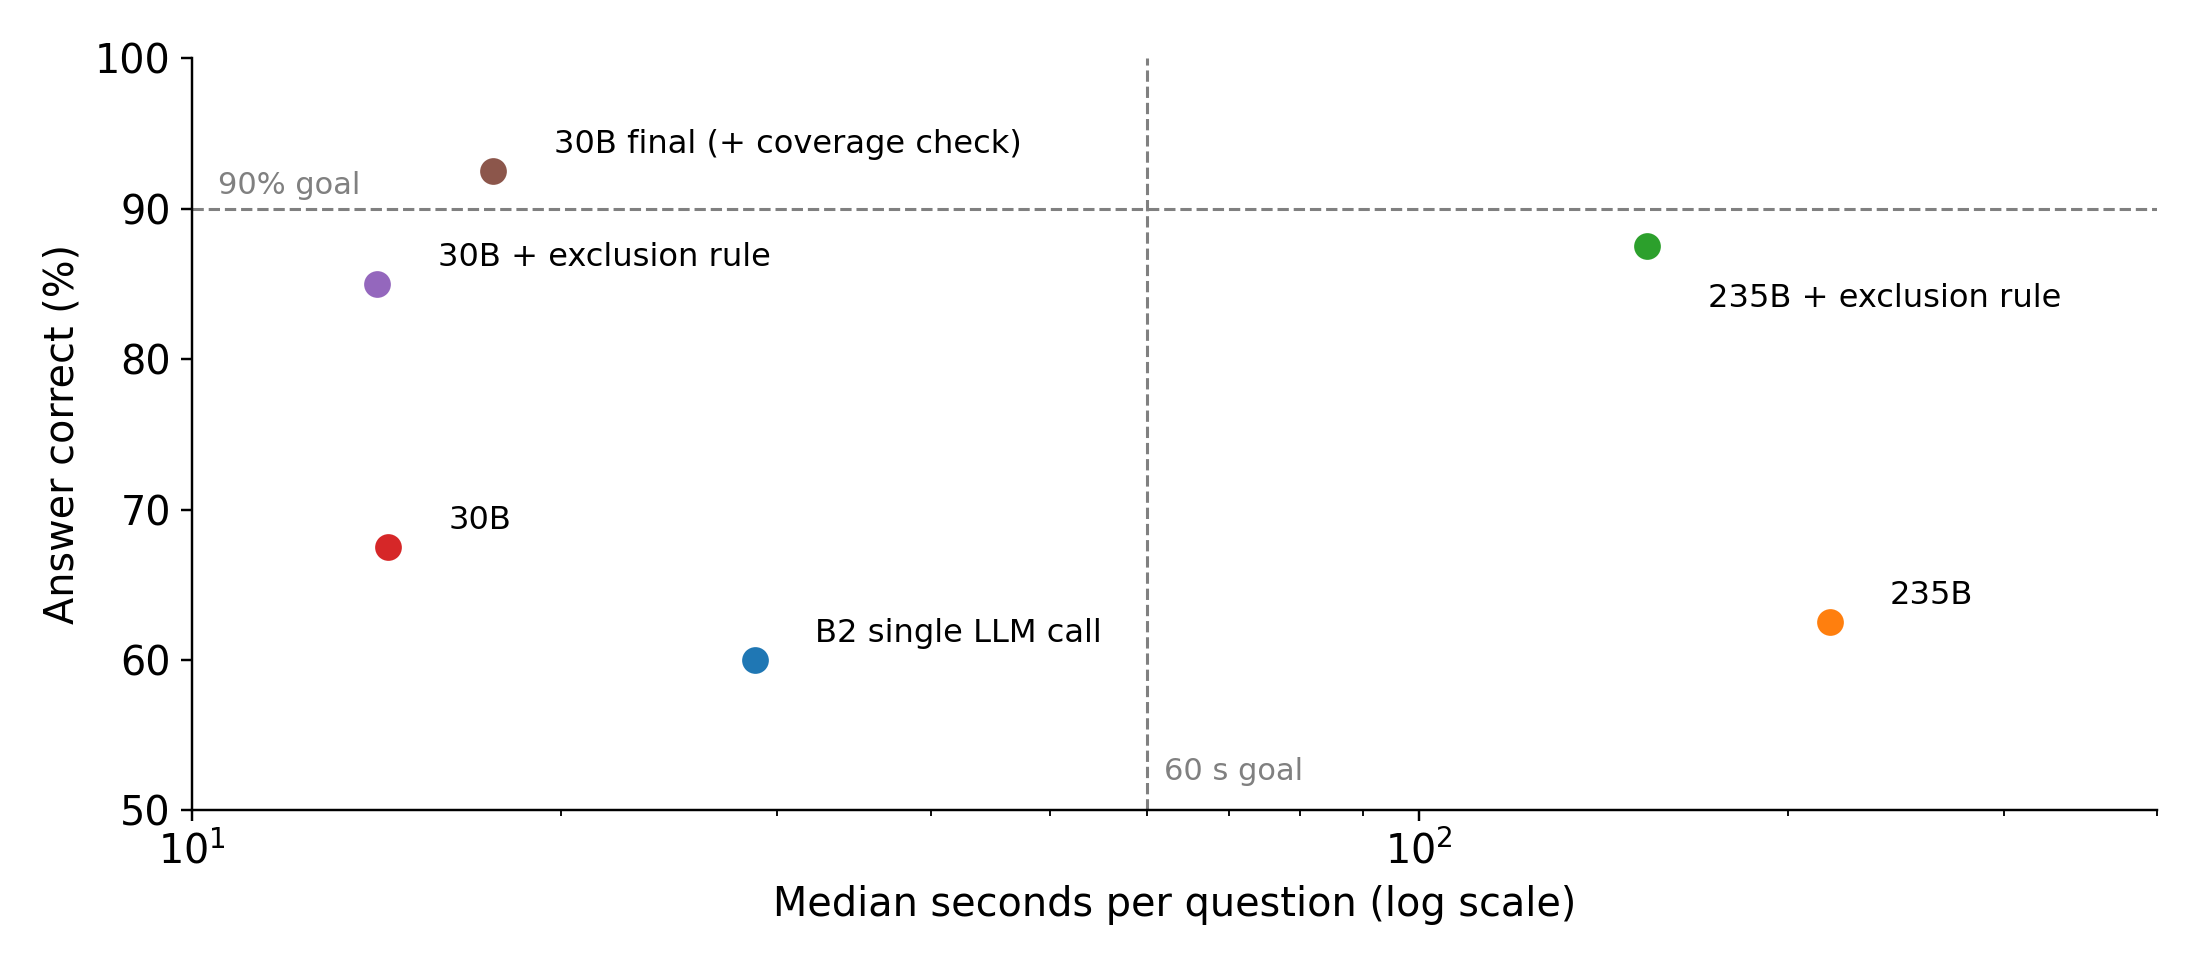 100
30B final (+ coverage check)
90% goal
90
30B + exclusion rule
235B + exclusion rule
80
Answer correct (%)
70
30B
235B
B2 single LLM call
60
60 s goal
50
10¹
10²
Median seconds per question (log scale)